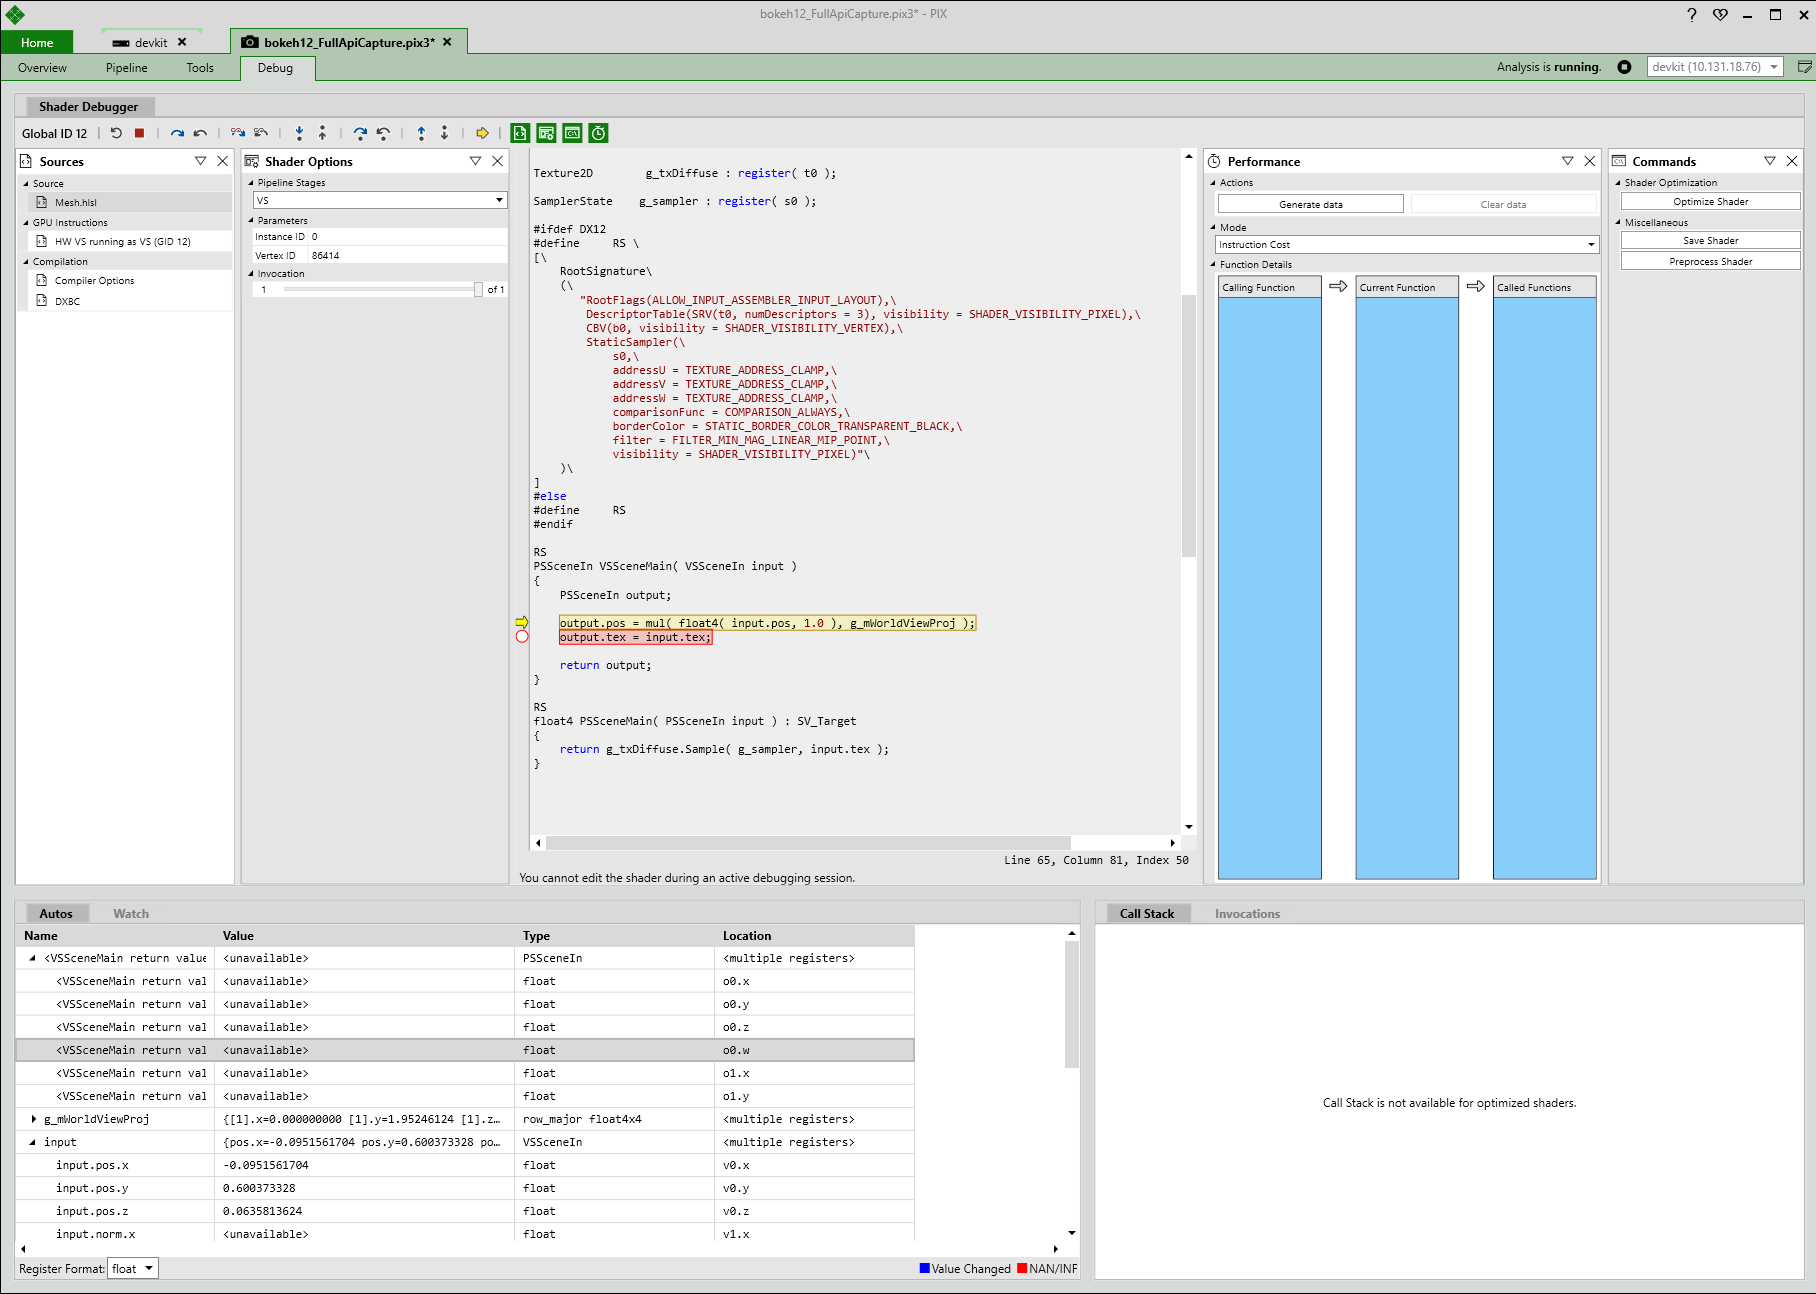 bokeh12_FullApiCapture.pix3* - PIX
Home
devkit
bokeh12_FullApiCapture.pix3*
Overview
Pipeline
Tools
Debug
Analysis is running.
devkit (10.131.18.76)
Shader Debugger
Global ID 12
Sources
Source
Mesh.hlsl
GPU Instructions
HW VS running as VS (GID 12)
Compilation
Compiler Options
DXBC
Shader Options
Pipeline Stages
VS
Parameters
Instance ID 0
Vertex ID 86414
Invocation
1 of 1
Texture2D        g_txDiffuse : register( t0 );
SamplerState    g_sampler : register( s0 );
#ifdef DX12
#define     RS \
[\
    RootSignature\
    (\
       "RootFlags(ALLOW_INPUT_ASSEMBLER_INPUT_LAYOUT),\
        DescriptorTable(SRV(t0, numDescriptors = 3), visibility = SHADER_VISIBILITY_PIXEL),\
        CBV(b0, visibility = SHADER_VISIBILITY_VERTEX),\
        StaticSampler(\
            s0,\
            addressU = TEXTURE_ADDRESS_CLAMP,\
            addressV = TEXTURE_ADDRESS_CLAMP,\
            addressW = TEXTURE_ADDRESS_CLAMP,\
            comparisonFunc = COMPARISON_ALWAYS,\
            borderColor = STATIC_BORDER_COLOR_TRANSPARENT_BLACK,\
            filter = FILTER_MIN_MAG_LINEAR_MIP_POINT,\
            visibility = SHADER_VISIBILITY_PIXEL)"\
    )\
]
#else
#define     RS
#endif
RS
PSSceneIn VSSceneMain( VSSceneIn input )
{
    PSSceneIn output;
    output.pos = mul( float4( input.pos, 1.0 ), g_mWorldViewProj );
    output.tex = input.tex;
    return output;
}
RS
float4 PSSceneMain( PSSceneIn input ) : SV_Target
{
    return g_txDiffuse.Sample( g_sampler, input.tex );
}
Line 65, Column 81, Index 50
You cannot edit the shader during an active debugging session.
Performance
Actions
Generate data
Clear data
Mode
Instruction Cost
Function Details
Calling Function
Current Function
Called Functions
Commands
Shader Optimization
Optimize Shader
Miscellaneous
Save Shader
Preprocess Shader
Autos
Watch
Name Value Type Location
<VSSceneMain return value <unavailable> PSSceneIn <multiple registers>
<VSSceneMain return val <unavailable> float o0.x
<VSSceneMain return val <unavailable> float o0.y
<VSSceneMain return val <unavailable> float o0.z
<VSSceneMain return val <unavailable> float o0.w
<VSSceneMain return val <unavailable> float o1.x
<VSSceneMain return val <unavailable> float o1.y
g_mWorldViewProj {[1].x=0.000000000 [1].y=1.95246124 [1].z... row_major float4x4 <multiple registers>
input {pos.x=-0.0951561704 pos.y=0.600373328 po... VSSceneIn <multiple registers>
input.pos.x -0.0951561704 float v0.x
input.pos.y 0.600373328 float v0.y
input.pos.z 0.0635813624 float v0.z
input.norm.x <unavailable> float v1.x
Register Format: float
Value Changed
NAN/INF
Call Stack
Invocations
Call Stack is not available for optimized shaders.